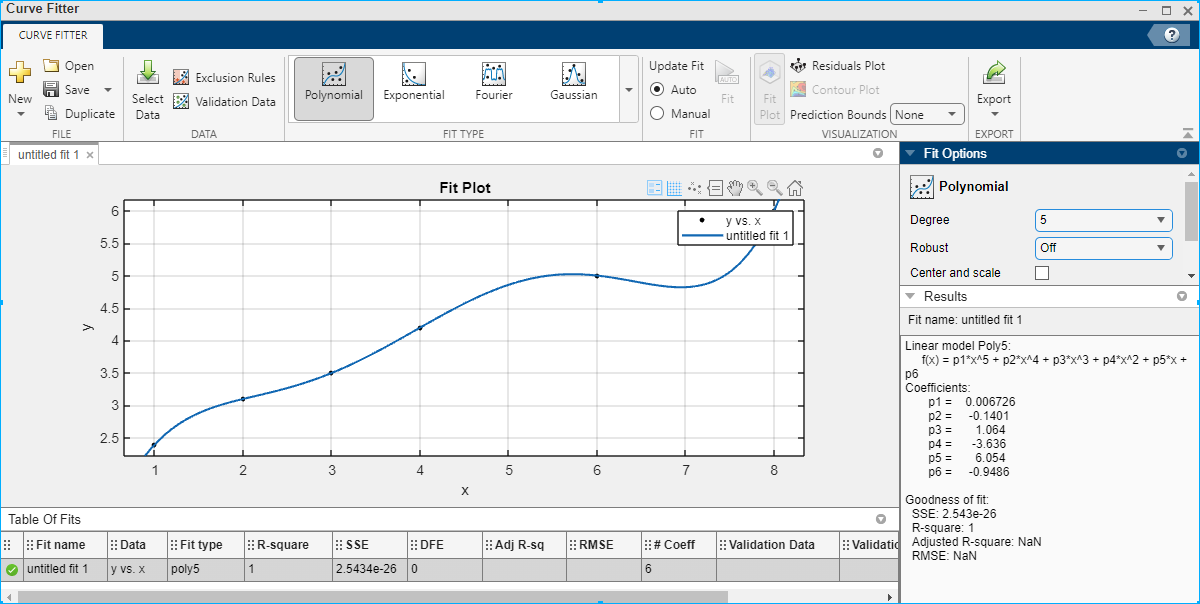 Curve Fitter
CURVE FITTER
New
Open
Save
Duplicate
FILE
Select Data
Exclusion Rules
Validation Data
DATA
Polynomial
Exponential
Fourier
Gaussian
FIT TYPE
Update Fit
Auto
Manual
AUTO
Fit
FIT
Fit Plot
Residuals Plot
Contour Plot
Prediction Bounds None
VISUALIZATION
Export
EXPORT
untitled fit 1
Fit Plot
y vs. x
untitled fit 1
6
5.5
5
4.5
4
3.5
3
2.5
y
1 2 3 4 5 6 7 8
x
Table Of Fits
Fit name Data Fit type R-square SSE DFE Adj R-sq RMSE # Coeff Validation Data Validatio
untitled fit 1 y vs. x poly5 1 2.5434e-26 0 6
Fit Options
Polynomial
Degree 5
Robust Off
Center and scale
Results
Fit name: untitled fit 1
Linear model Poly5:
f(x) = p1*x^5 + p2*x^4 + p3*x^3 + p4*x^2 + p5*x +
p6
Coefficients:
p1 = 0.006726
p2 = -0.1401
p3 = 1.064
p4 = -3.636
p5 = 6.054
p6 = -0.9486
Goodness of fit:
SSE: 2.543e-26
R-square: 1
Adjusted R-square: NaN
RMSE: NaN